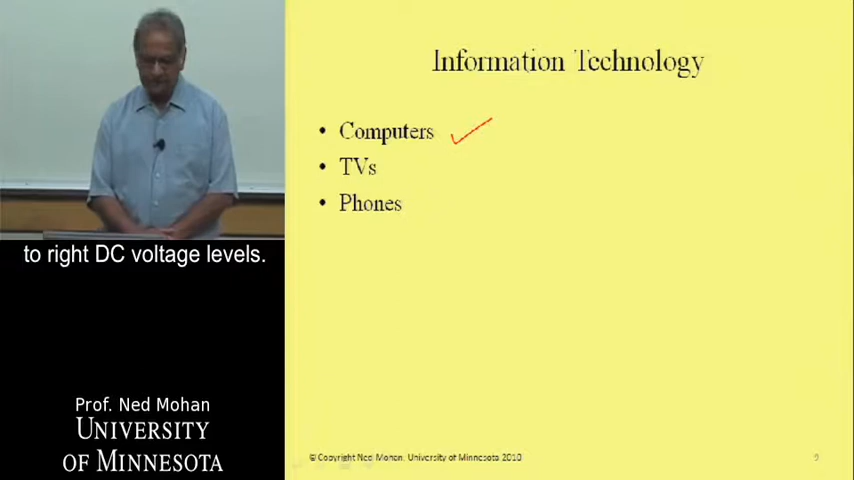 Information Technology
• Computers
• TVs
• Phones
to right DC voltage levels.
Prof. Ned Mohan
UNIVERSITY
OF MINNESOTA
© Copyright Ned Mohan, University of Minnesota 2010
9